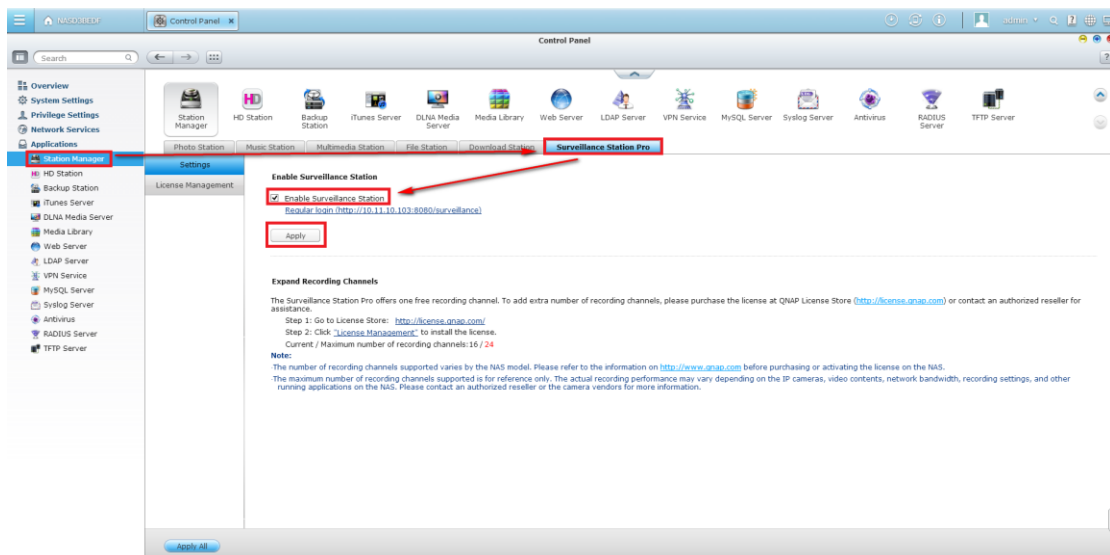 NAS00BEDF
Control Panel
admin
Control Panel
Search
Overview
System Settings
Privilege Settings
Network Services
Applications
Station Manager
HD Station
Backup Station
iTunes Server
DLNA Media Server
Media Library
Web Server
LDAP Server
VPN Service
MySQL Server
Syslog Server
Antivirus
RADIUS Server
TFTP Server
Station Manager
HD Station
Backup Station
iTunes Server
DLNA Media Server
Media Library
Web Server
LDAP Server
VPN Service
MySQL Server
Syslog Server
Antivirus
RADIUS Server
TFTP Server
Photo Station
Music Station
Multimedia Station
File Station
Download Station
Surveillance Station Pro
Settings
License Management
Enable Surveillance Station
Enable Surveillance Station
Regular login (http://10.11.10.103:8080/surveillance)
Apply
Expand Recording Channels
The Surveillance Station Pro offers one free recording channel. To add extra number of recording channels, please purchase the license at QNAP License Store (http://license.qnap.com) or contact an authorized reseller for
assistance.
Step 1: Go to License Store: http://license.qnap.com/
Step 2: Click "License Management" to install the license.
Current / Maximum number of recording channels:16 / 24
Note:
·The number of recording channels supported varies by the NAS model. Please refer to the information on http://www.qnap.com before purchasing or activating the license on the NAS.
·The maximum number of recording channels supported is for reference only. The actual recording performance may vary depending on the IP cameras, video contents, network bandwidth, recording settings, and other
running applications on the NAS. Please contact an authorized reseller or the camera vendors for more information.
Apply All